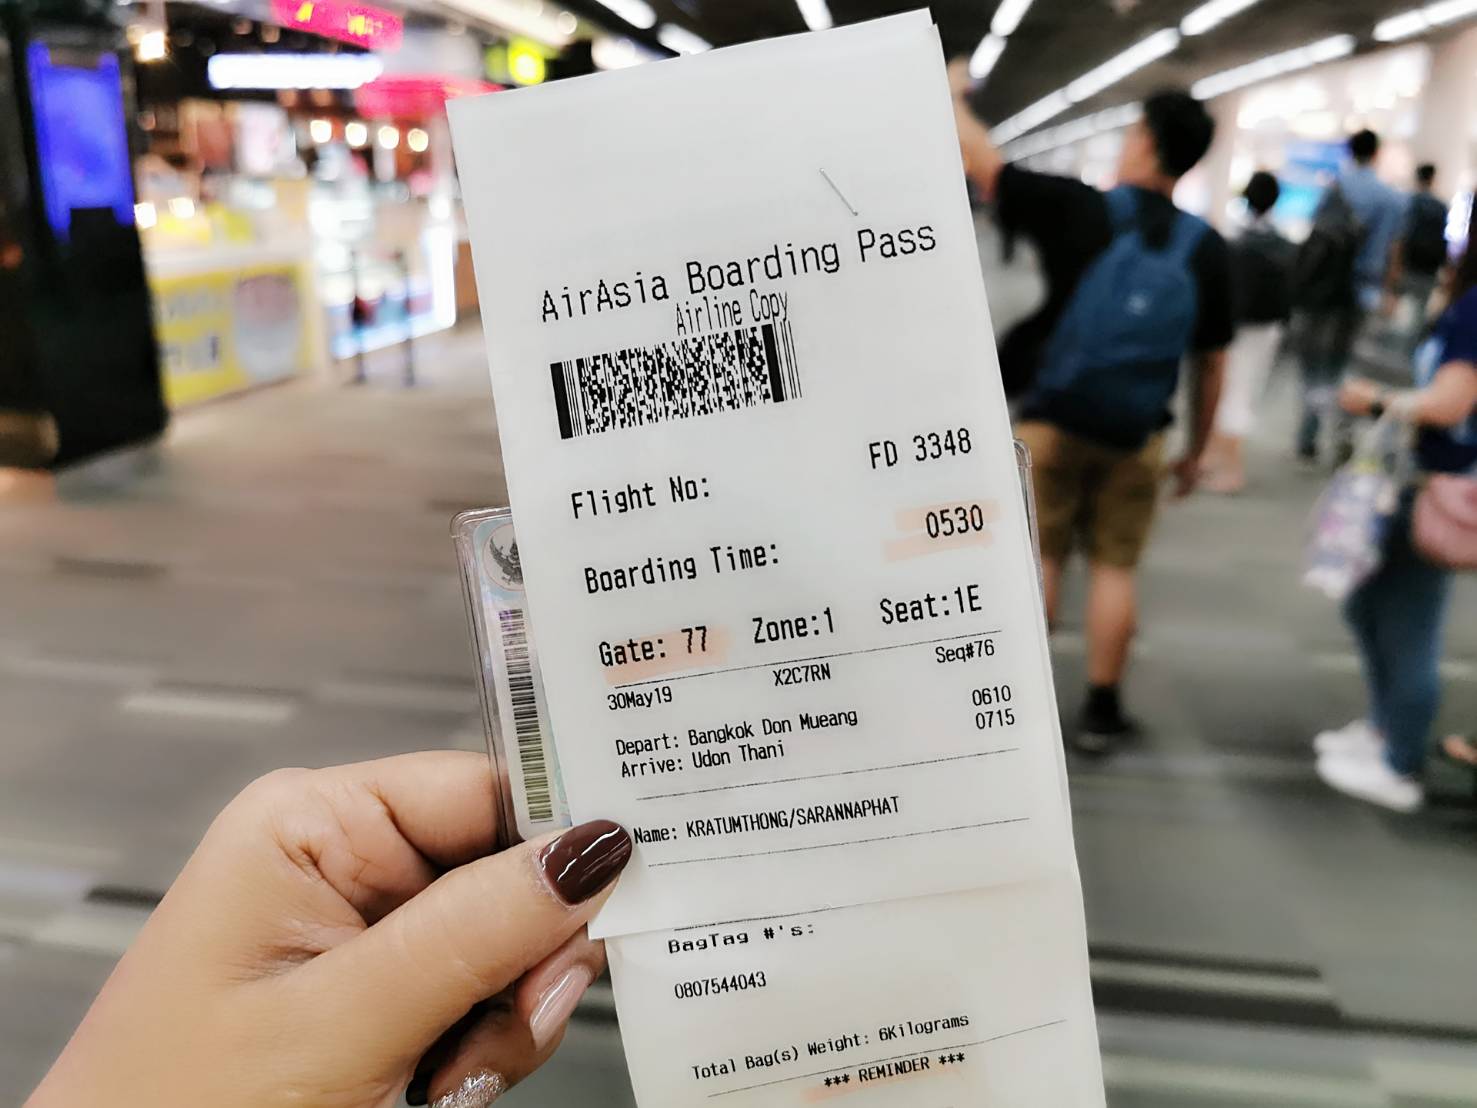 AirAsia Boarding Pass
Airline Copy
Flight No: FD 3348
Boarding Time: 0530
Gate: 77 Zone:1 Seat:1E
30May19 X2C7RN Seq#76
Depart: Bangkok Don Mueang 0610
Arrive: Udon Thani 0715
Name: KRATUMTHONG/SARANNAPHAT
BagTag #'s:
0807544043
Total Bag(s) Weight: 6Kilograms
*** REMINDER ***